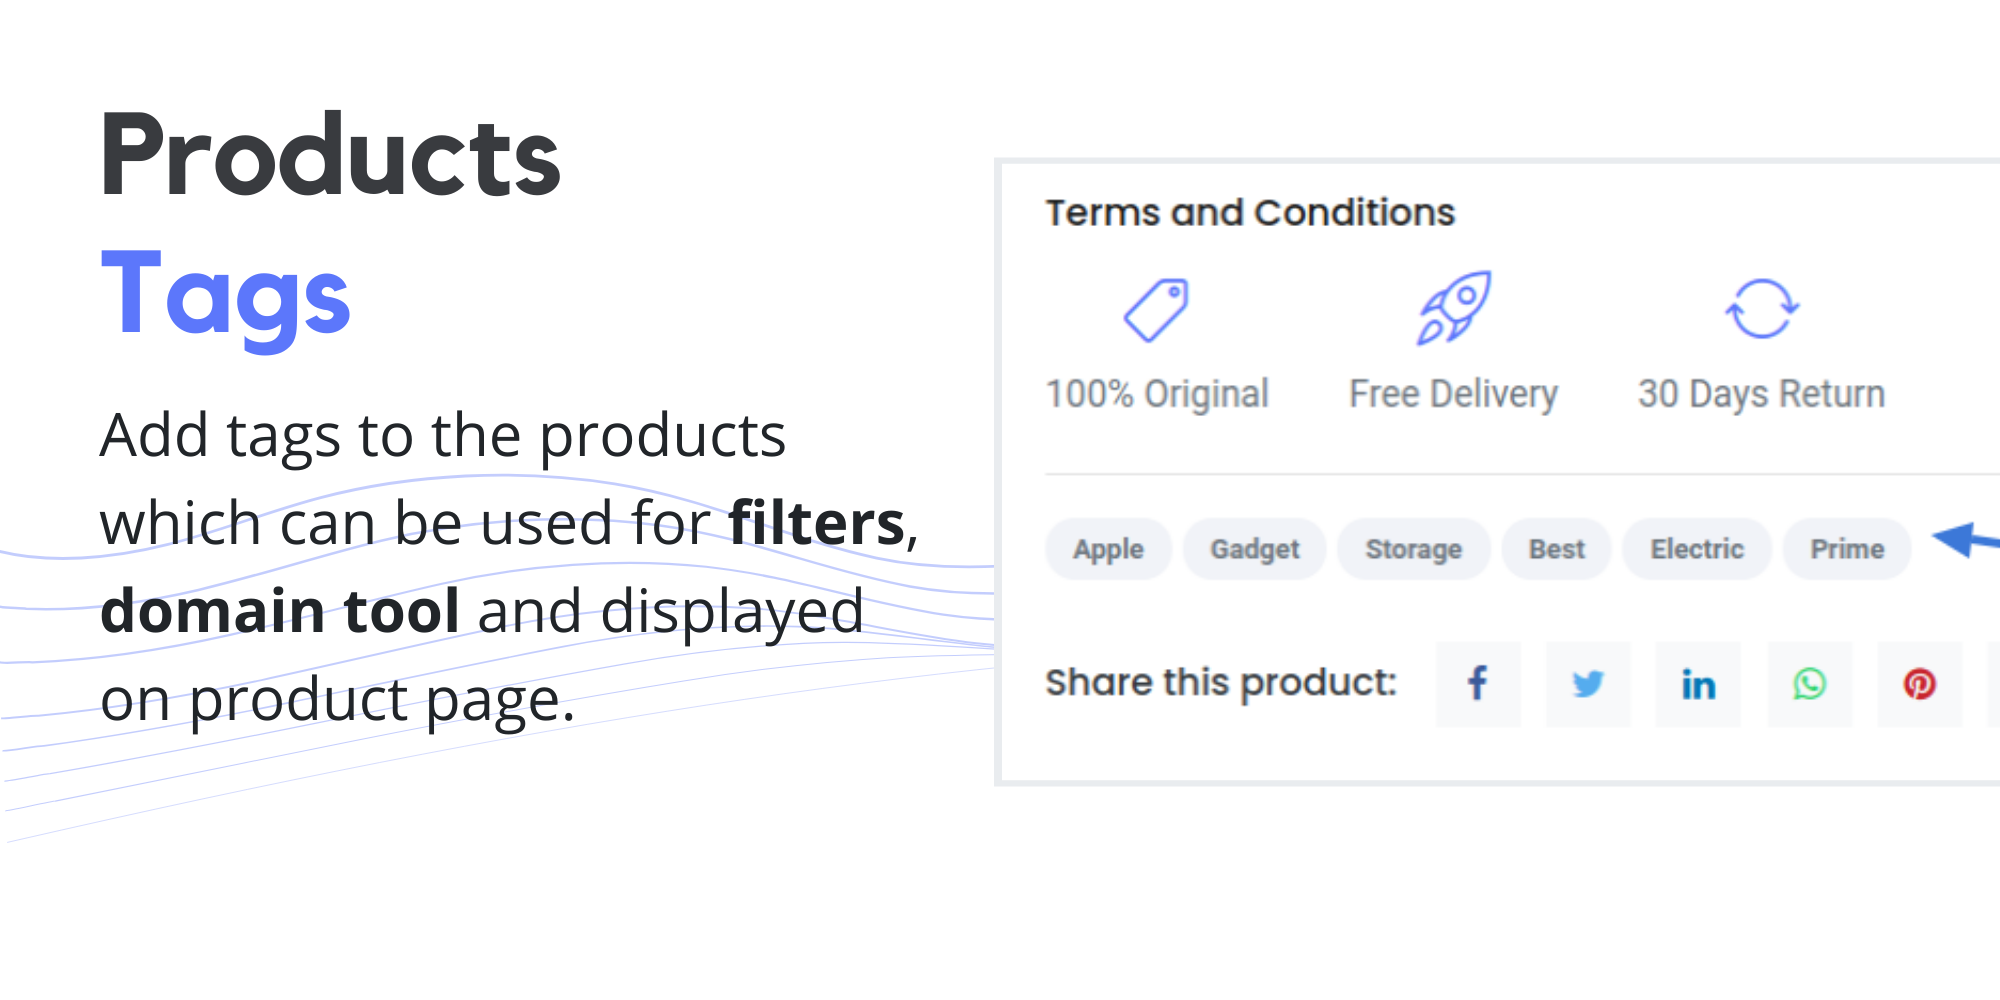 Products
Tags
Add tags to the products
which can be used for filters,
domain tool and displayed
on product page.
Terms and Conditions
100% Original
Free Delivery
30 Days Return
Apple Gadget Storage Best Electric Prime
Share this product: